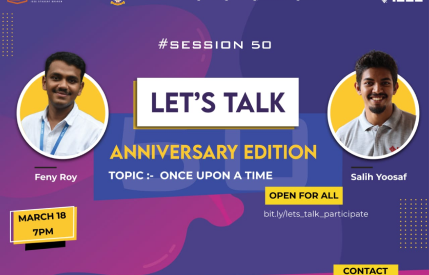 #SESSION 50
LET'S TALK
ANNIVERSARY EDITION
TOPIC :- ONCE UPON A TIME
Feny Roy
Salih Yoosaf
OPEN FOR ALL
bit.ly/lets_talk_participate
MARCH 18
7PM
CONTACT